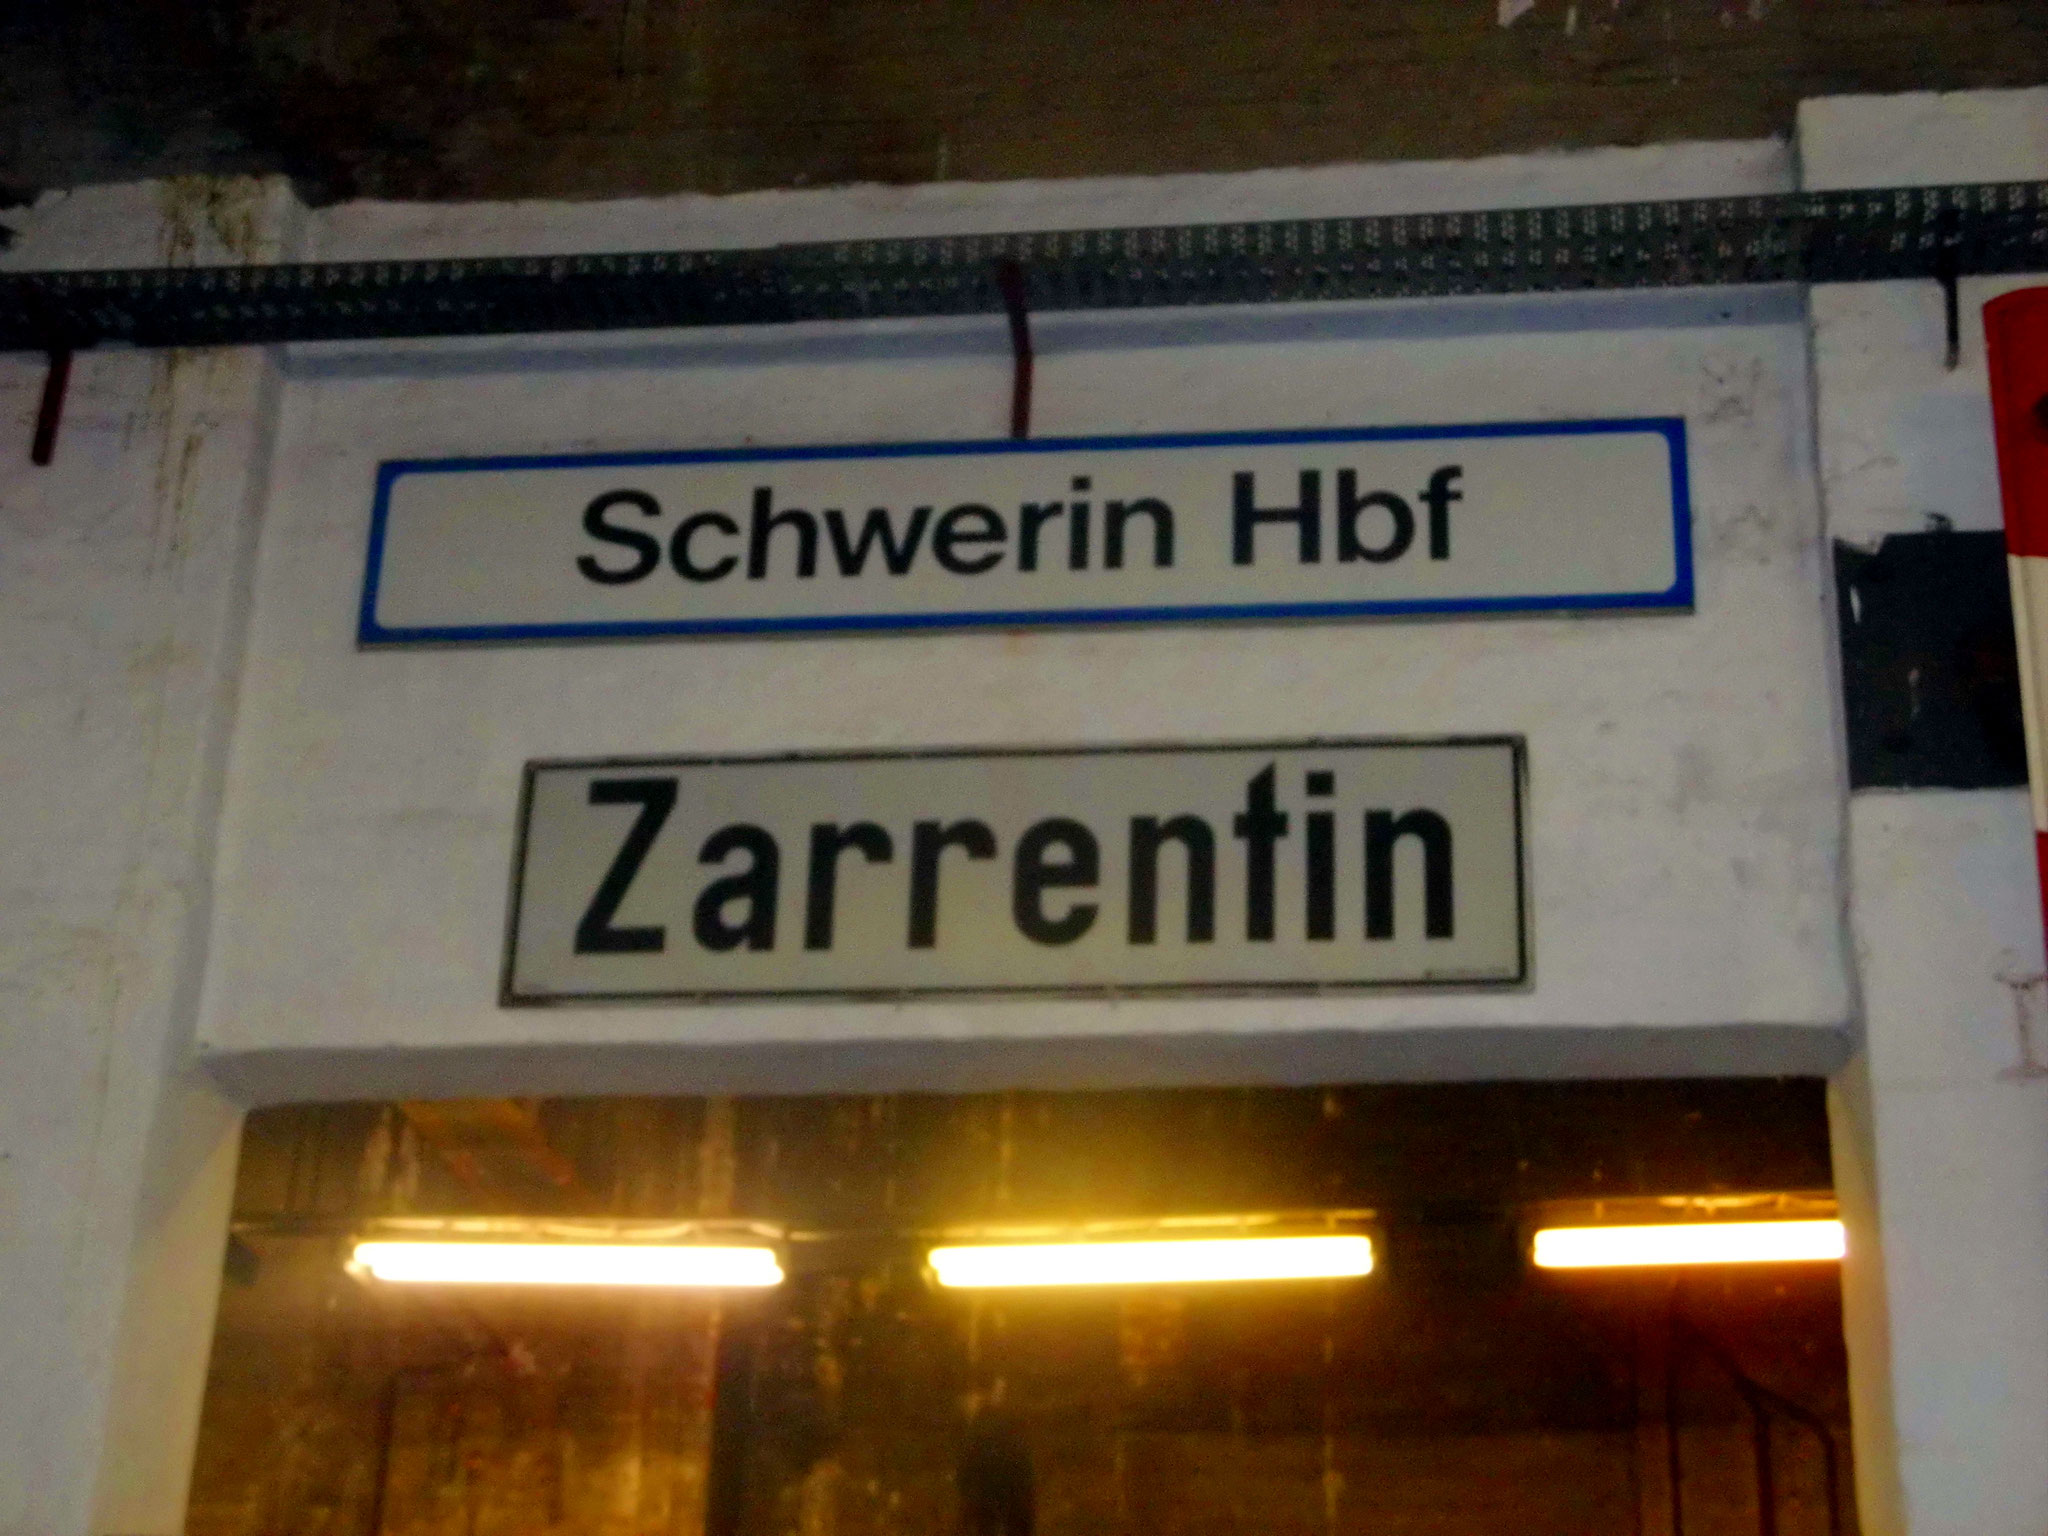 Schwerin Hbf
Zarrentin